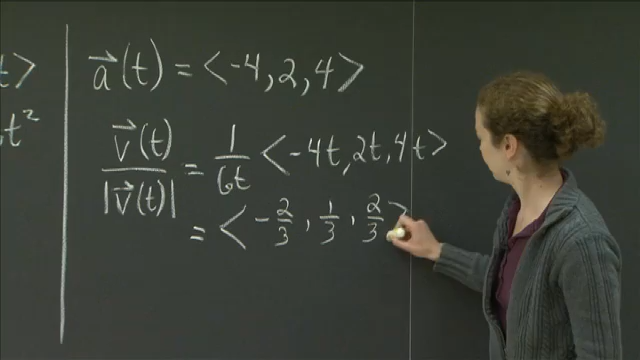 t>
t²
a⃗(t) = <-4, 2, 4>
v⃗(t)/|v⃗(t)| = 1/6t <-4t, 2t, 4t>
= <-2/3, 1/3, 2/3>